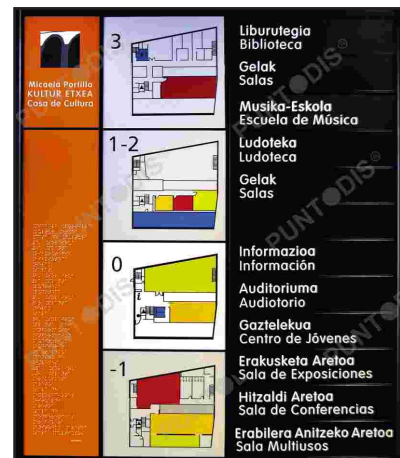 Micaela Portilla
KULTUR ETXEA
Casa de Cultura
3
Liburutegia
Biblioteca
Gelak
Salas
Musika-Eskola
Escuela de Música
1-2
Ludoteka
Ludoteca
Gelak
Salas
0
Informazioa
Información
Auditoriuma
Audiotorio
Gaztelekua
Centro de Jóvenes
-1
Erakusketa Aretoa
Sala de Exposiciones
Hitzaldi Aretoa
Sala de Conferencias
Erabilera Anitzeko Aretoa
Sala Multiusos
PUNTODIS®